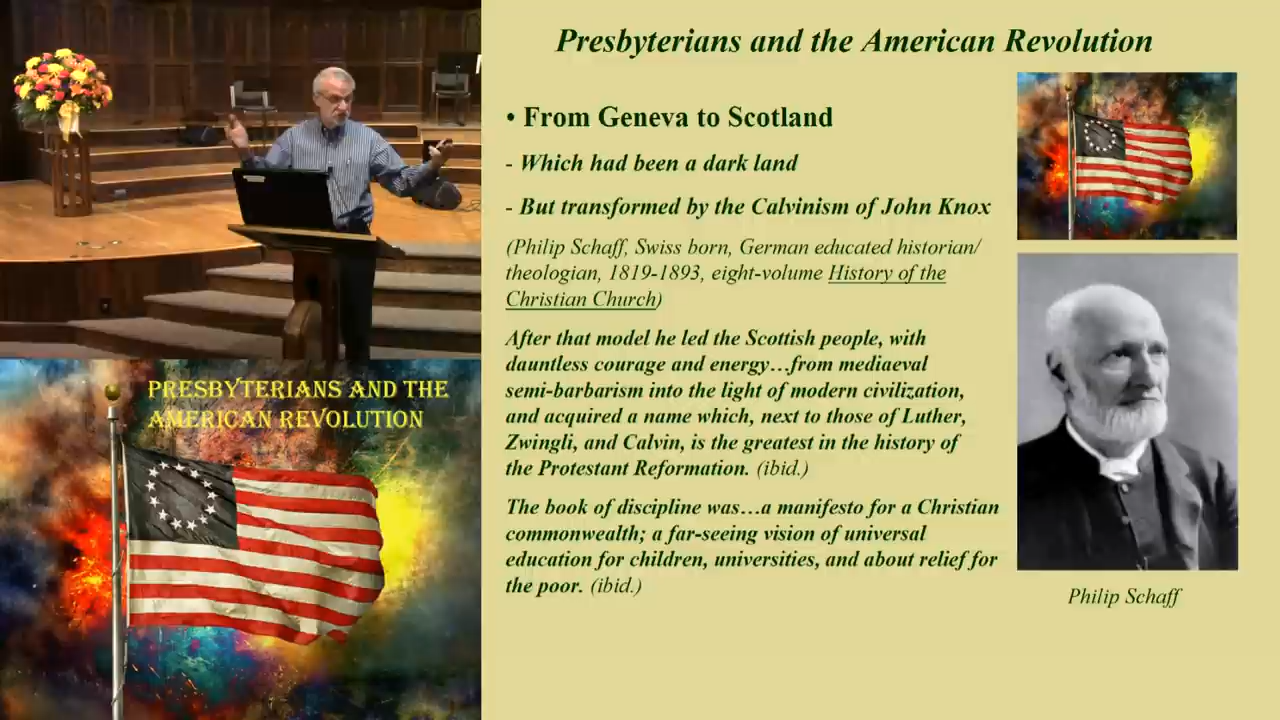 Presbyterians and the American Revolution
• From Geneva to Scotland
- Which had been a dark land
- But transformed by the Calvinism of John Knox
(Philip Schaff, Swiss born, German educated historian/
theologian, 1819-1893, eight-volume History of the
Christian Church)
After that model he led the Scottish people, with
dauntless courage and energy…from mediaeval
semi-barbarism into the light of modern civilization,
and acquired a name which, next to those of Luther,
Zwingli, and Calvin, is the greatest in the history of
the Protestant Reformation. (ibid.)
The book of discipline was…a manifesto for a Christian
commonwealth; a far-seeing vision of universal
education for children, universities, and about relief for
the poor. (ibid.)
Philip Schaff
PRESBYTERIANS AND THE
AMERICAN REVOLUTION